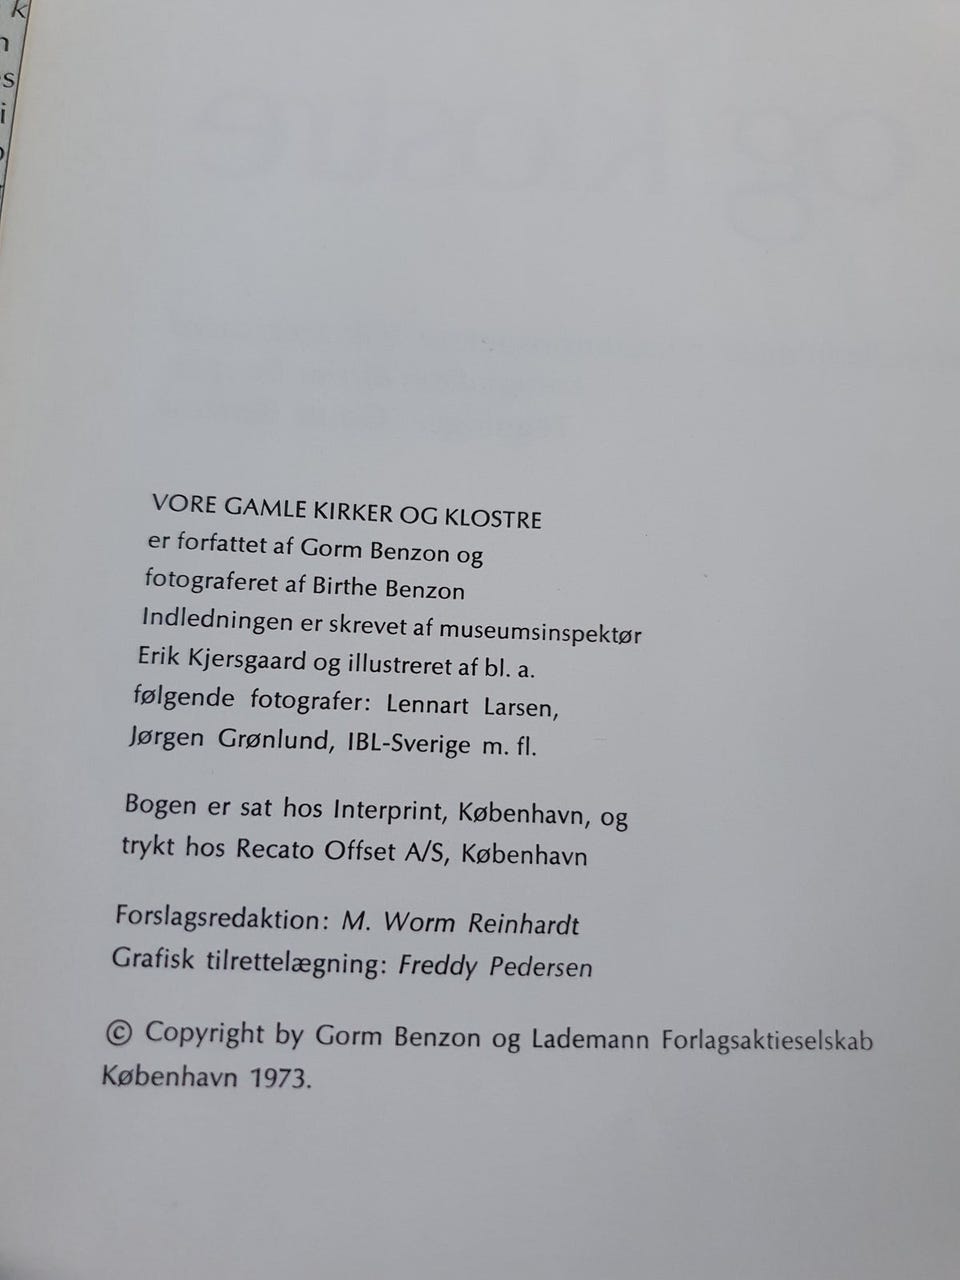 VORE GAMLE KIRKER OG KLOSTRE
er forfattet af Gorm Benzon og
fotograferet af Birthe Benzon
Indledningen er skrevet af museumsinspektør
Erik Kjersgaard og illustreret af bl. a.
følgende fotografer: Lennart Larsen,
Jørgen Grønlund, IBL-Sverige m. fl.
Bogen er sat hos Interprint, København, og
trykt hos Recato Offset A/S, København
Forslagsredaktion: M. Worm Reinhardt
Grafisk tilrettelægning: Freddy Pedersen
© Copyright by Gorm Benzon og Lademann Forlagsaktieselskab
København 1973.